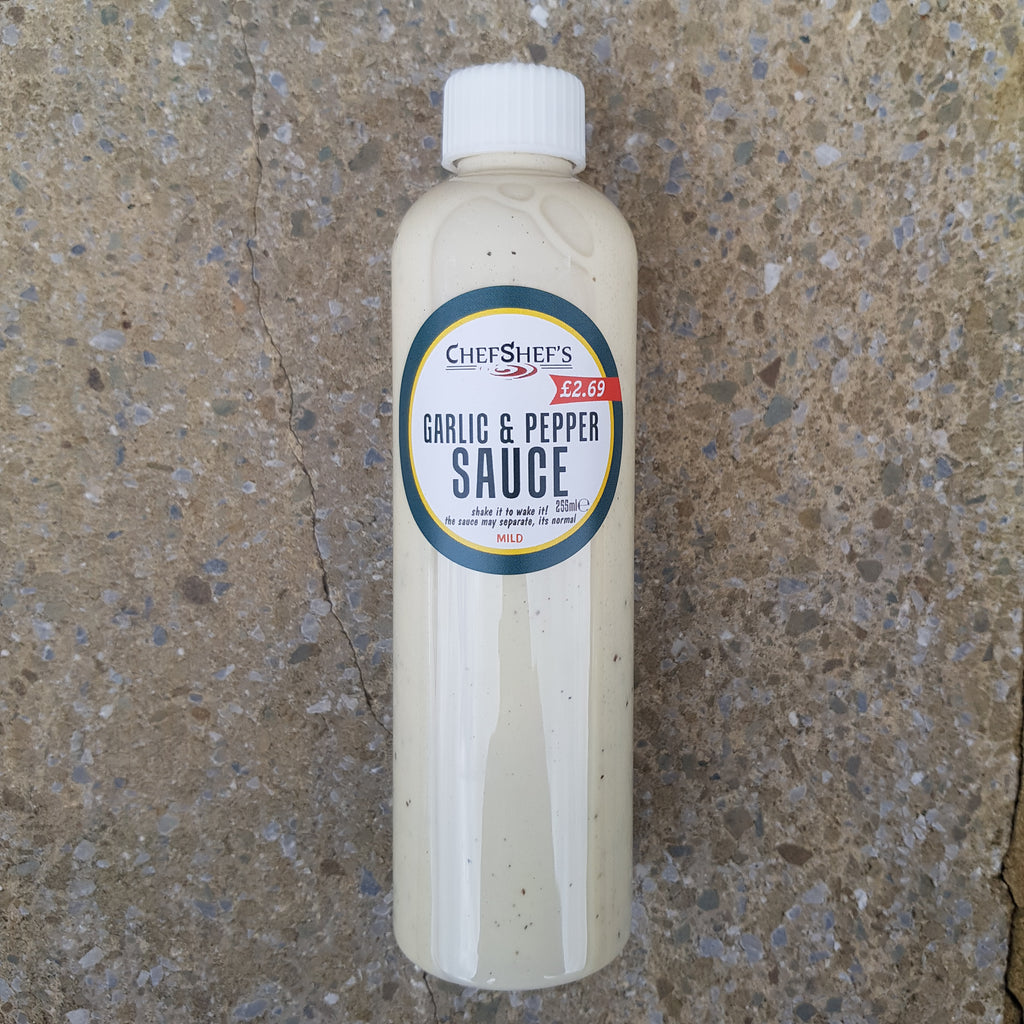 CHEFSHEF'S
£2.69
GARLIC & PEPPER
SAUCE
255ml℮
shake it to wake it!
the sauce may separate, its normal
MILD